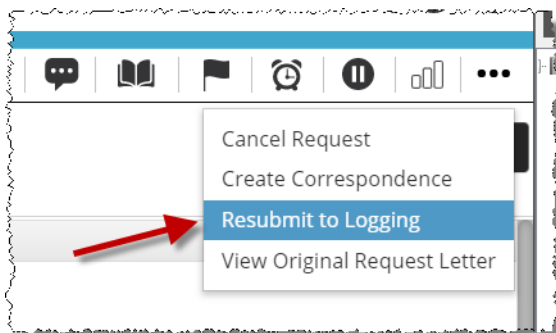 Cancel Request
Create Correspondence
Resubmit to Logging
View Original Request Letter